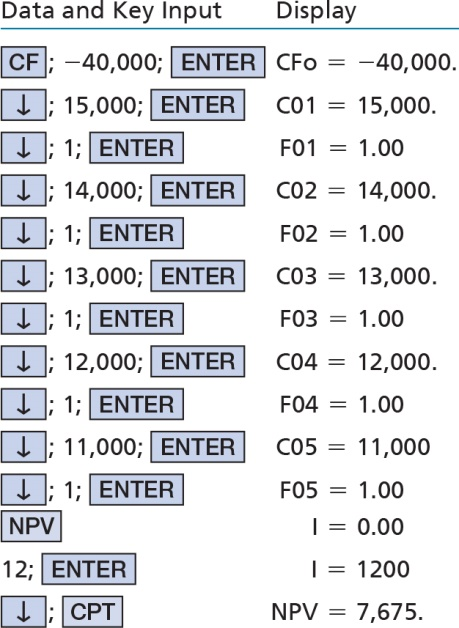 Data and Key Input Display
CF; −40,000; ENTER CFo = −40,000.
↓; 15,000; ENTER C01 = 15,000.
↓; 1; ENTER F01 = 1.00
↓; 14,000; ENTER C02 = 14,000.
↓; 1; ENTER F02 = 1.00
↓; 13,000; ENTER C03 = 13,000.
↓; 1; ENTER F03 = 1.00
↓; 12,000; ENTER C04 = 12,000.
↓; 1; ENTER F04 = 1.00
↓; 11,000; ENTER C05 = 11,000
↓; 1; ENTER F05 = 1.00
NPV I = 0.00
12; ENTER I = 1200
↓; CPT NPV = 7,675.